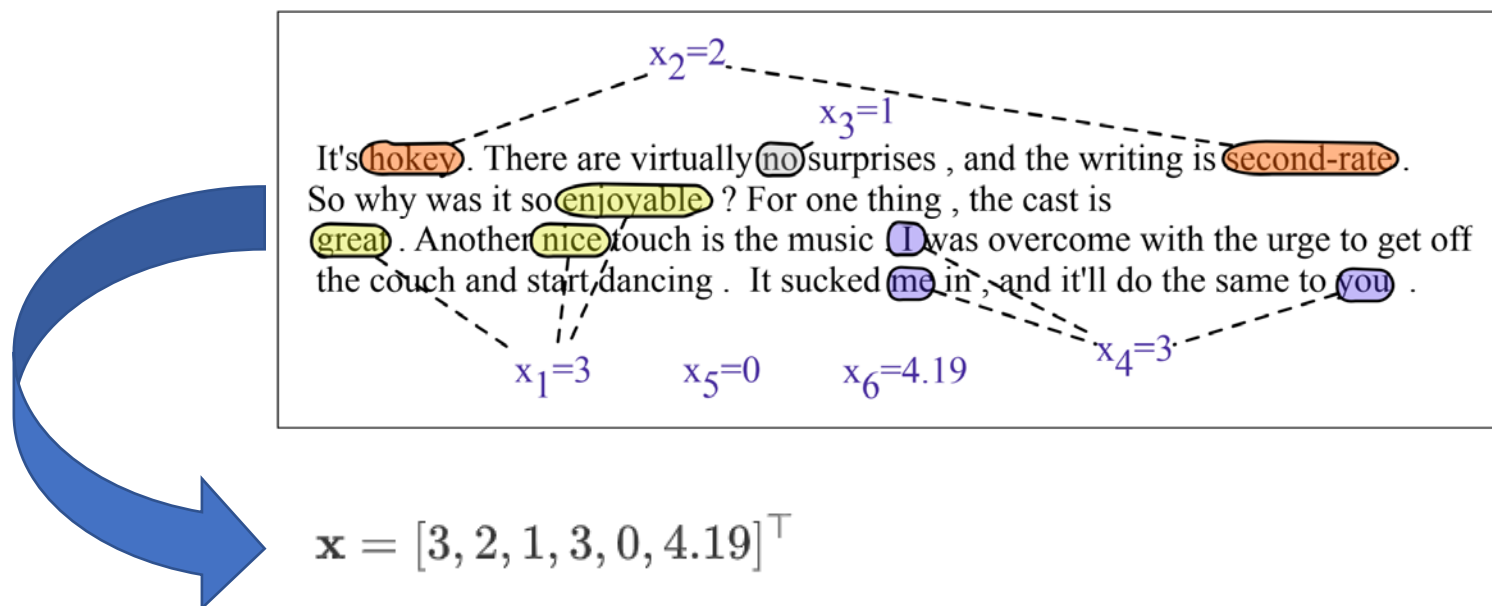 x2=2
x3=1
It's hokey . There are virtually no surprises , and the writing is second-rate .
So why was it so enjoyable ? For one thing , the cast is
great . Another nice touch is the music . I was overcome with the urge to get off
the couch and start dancing . It sucked me in , and it'll do the same to you .
x1=3 x5=0 x6=4.19 x4=3
x = [3, 2, 1, 3, 0, 4.19]⊤